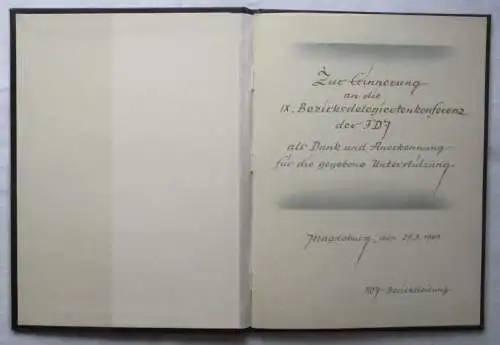 Zur Erinnerung
an die
IX. Bezirksdelegiertenkonferenz
der FDJ
als Dank und Anerkennung
für die gegebene Unterstützung
Magdeburg, den
FDJ-Bezirksleitung